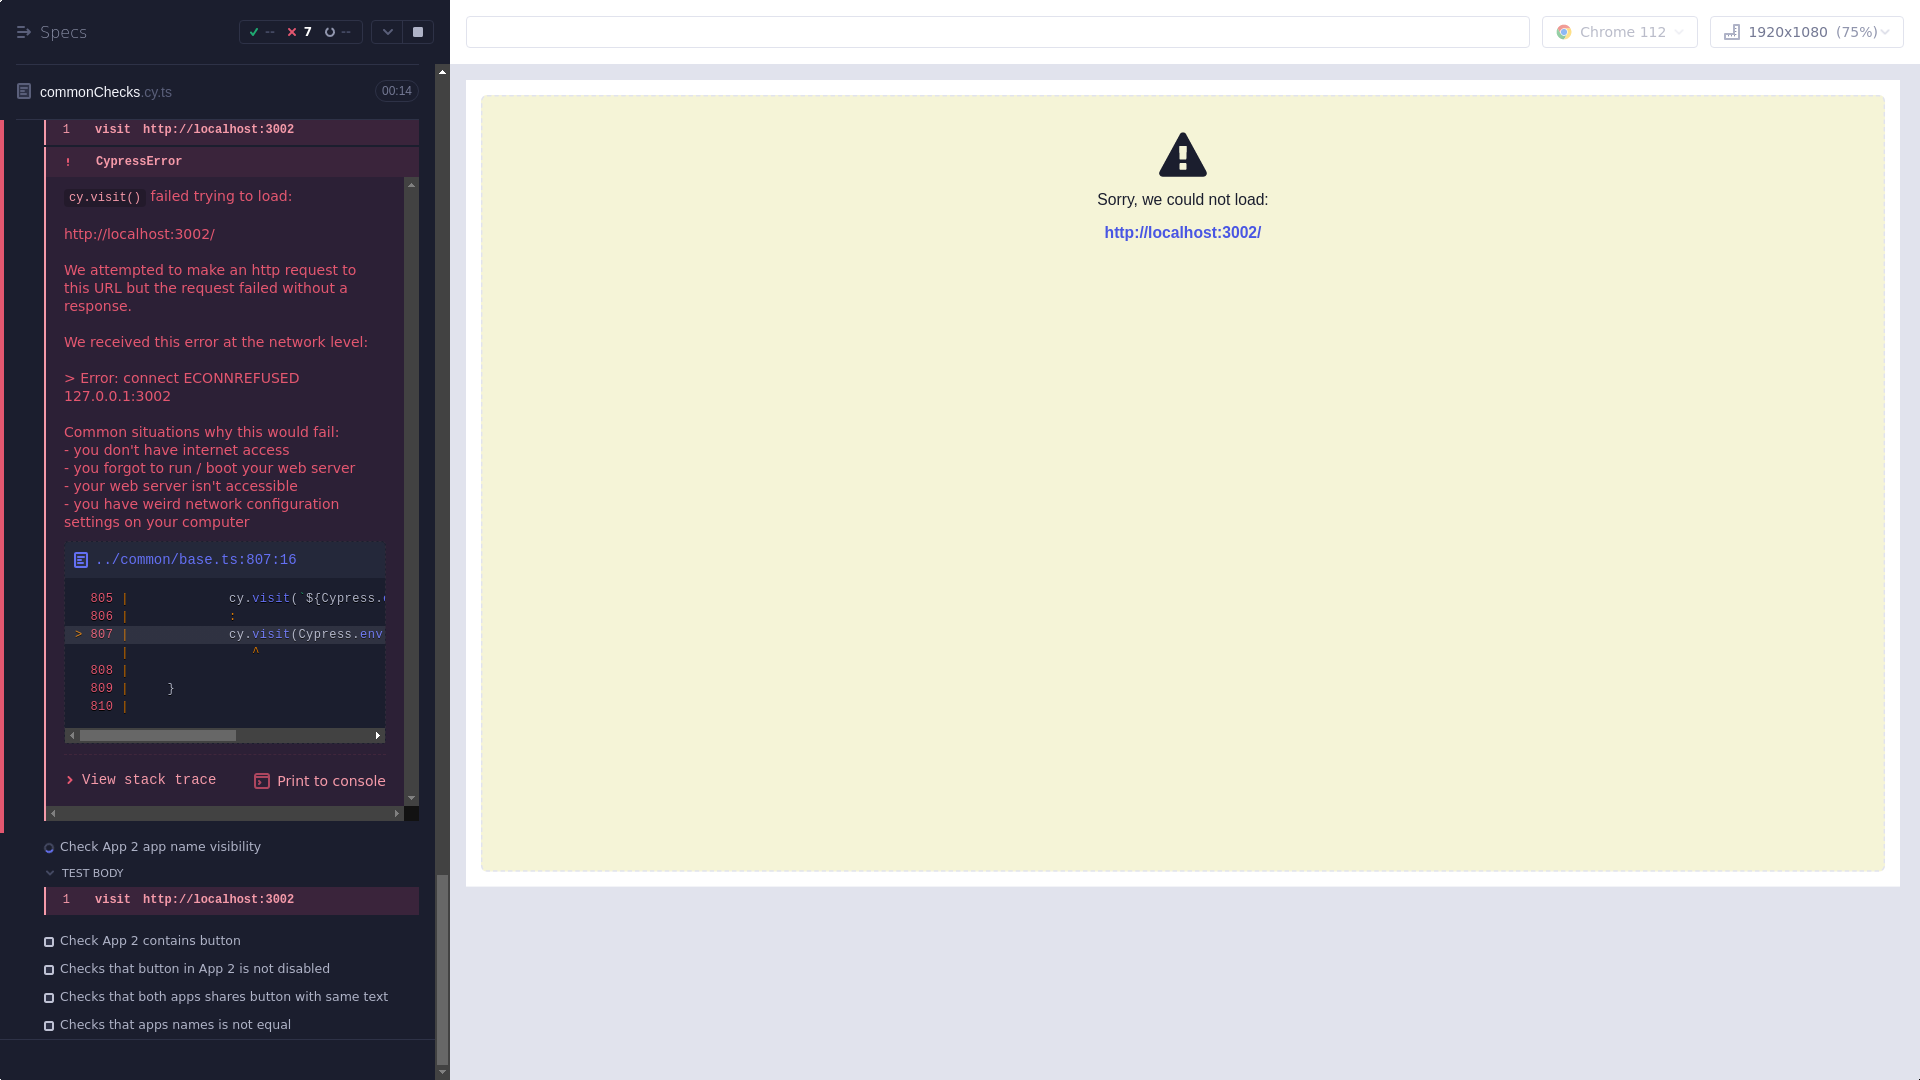 Specs
--
7
--
Chrome 112
1920x1080 (75%)
commonChecks.cy.ts
00:14
1 visit http://localhost:3002
! CypressError
cy.visit() failed trying to load:
http://localhost:3002/
We attempted to make an http request to
this URL but the request failed without a
response.
We received this error at the network level:
> Error: connect ECONNREFUSED
127.0.0.1:3002
Common situations why this would fail:
- you don't have internet access
- you forgot to run / boot your web server
- your web server isn't accessible
- you have weird network configuration
settings on your computer
../common/base.ts:807:16
805 | cy.visit(`${Cypress.
806 | :
> 807 | cy.visit(Cypress.env
| ^
808 |
809 | }
810 |
View stack trace
Print to console
Check App 2 app name visibility
TEST BODY
1 visit http://localhost:3002
Check App 2 contains button
Checks that button in App 2 is not disabled
Checks that both apps shares button with same text
Checks that apps names is not equal
Sorry, we could not load:
http://localhost:3002/